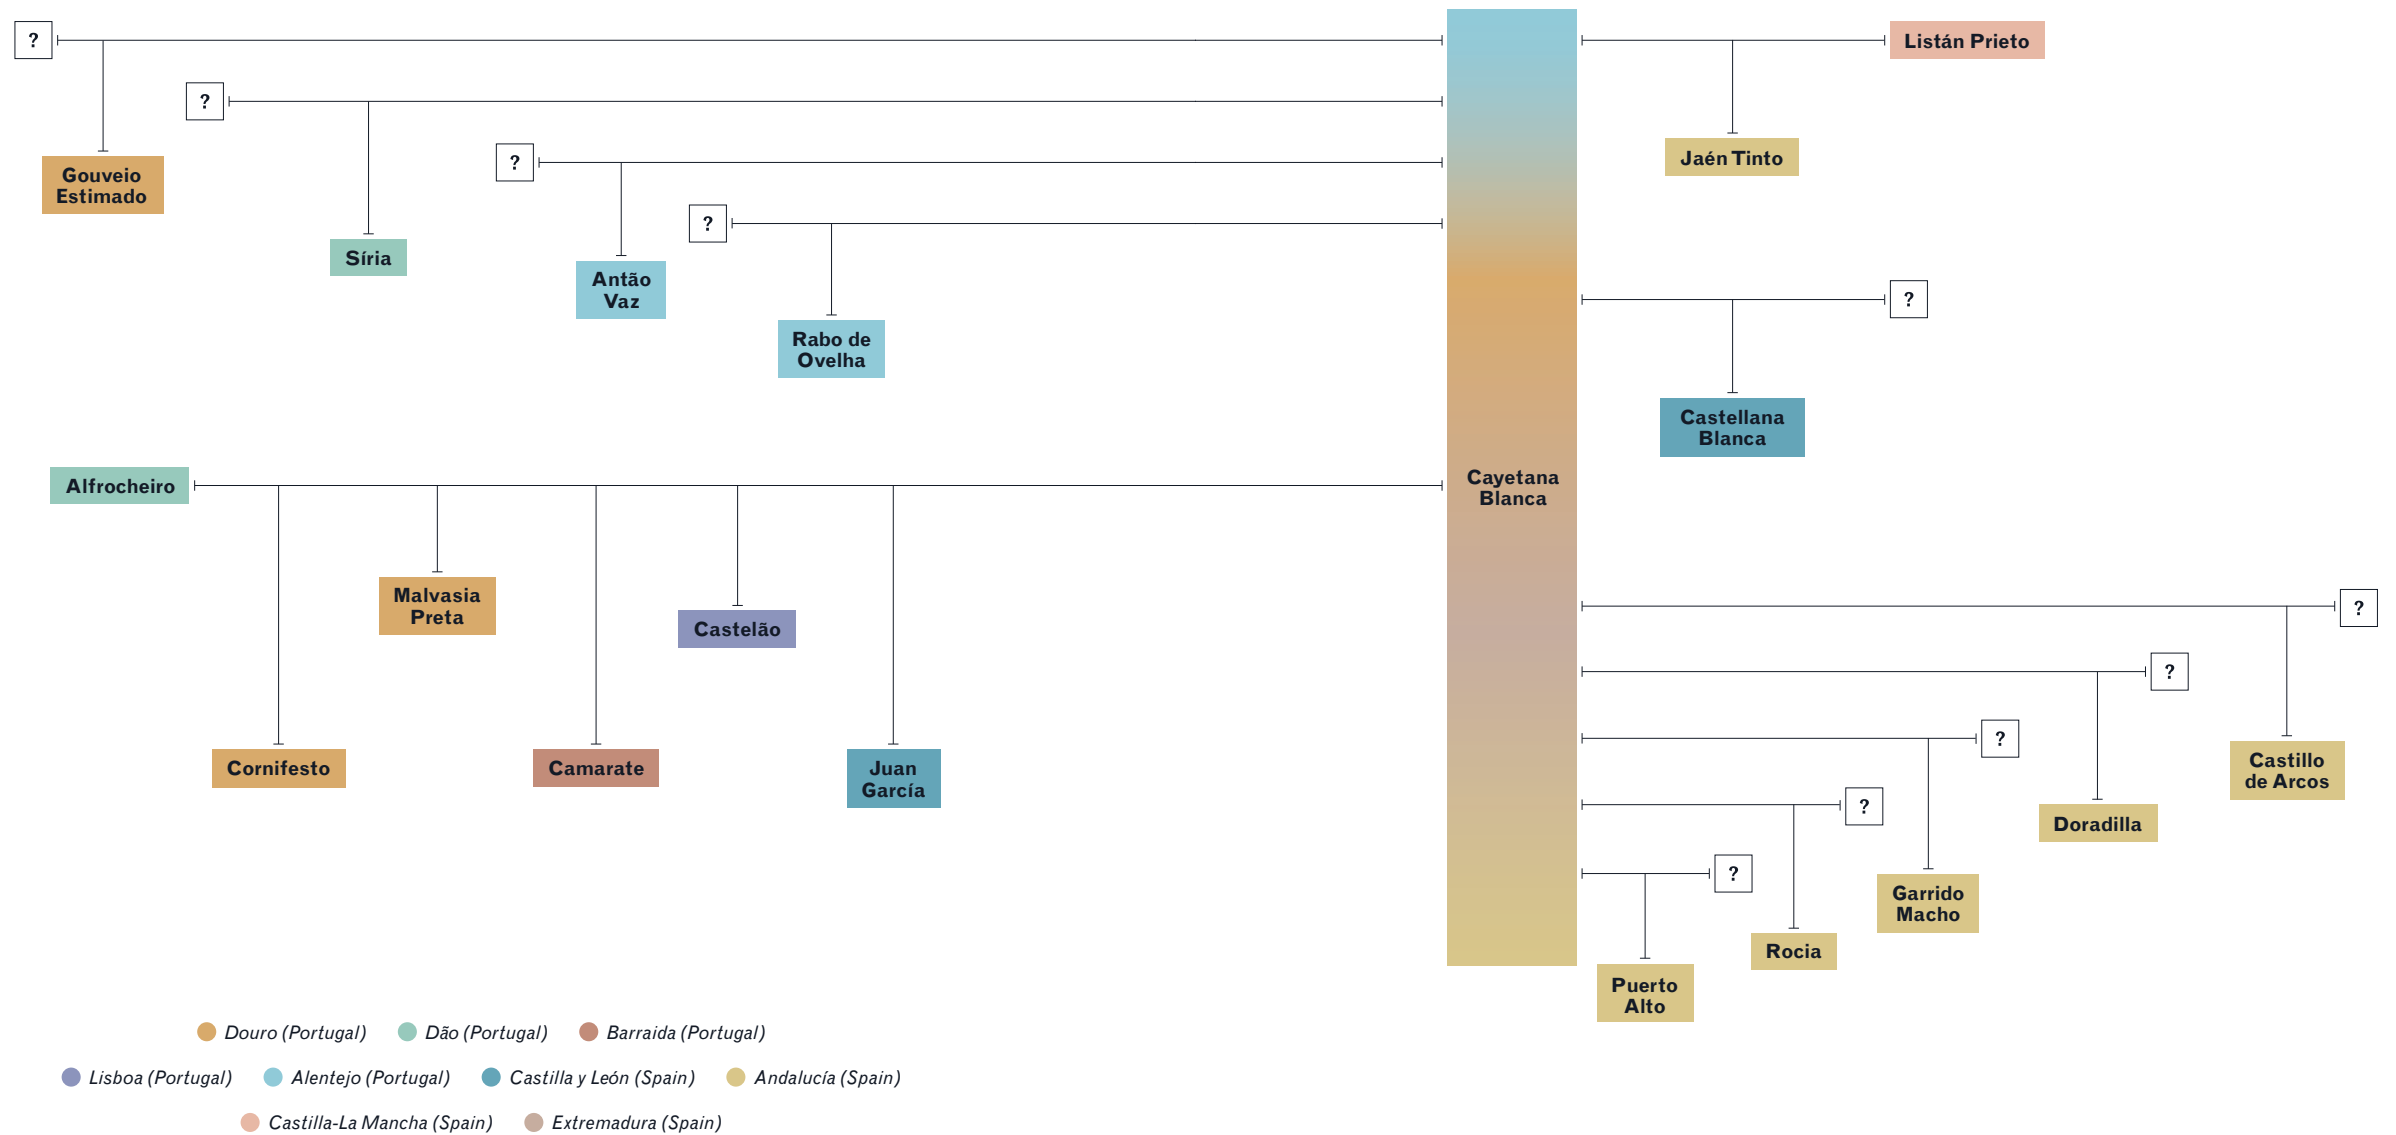 ?
Listán Prieto
?
Jaén Tinto
?
Gouveio
Estimado
?
Síria
Antão
Vaz
?
Rabo de
Ovelha
Castellana
Blanca
Alfrocheiro
Cayetana
Blanca
Malvasia
Preta
Castelão
?
?
?
Cornifesto
Camarate
Juan
García
Castillo
de Arcos
?
Doradilla
?
Garrido
Macho
Rocia
Puerto
Alto
Douro (Portugal)
Dão (Portugal)
Barraida (Portugal)
Lisboa (Portugal)
Alentejo (Portugal)
Castilla y León (Spain)
Andalucía (Spain)
Castilla-La Mancha (Spain)
Extremadura (Spain)